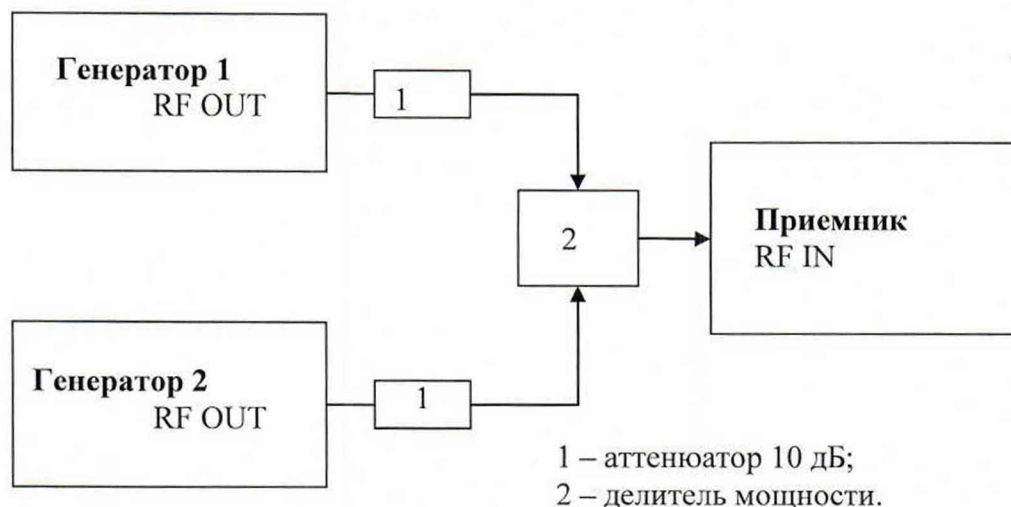 Генератор 1
RF OUT
1
2
Приемник
RF IN
Генератор 2
RF OUT
1
1 – аттенюатор 10 дБ;
2 – делитель мощности.